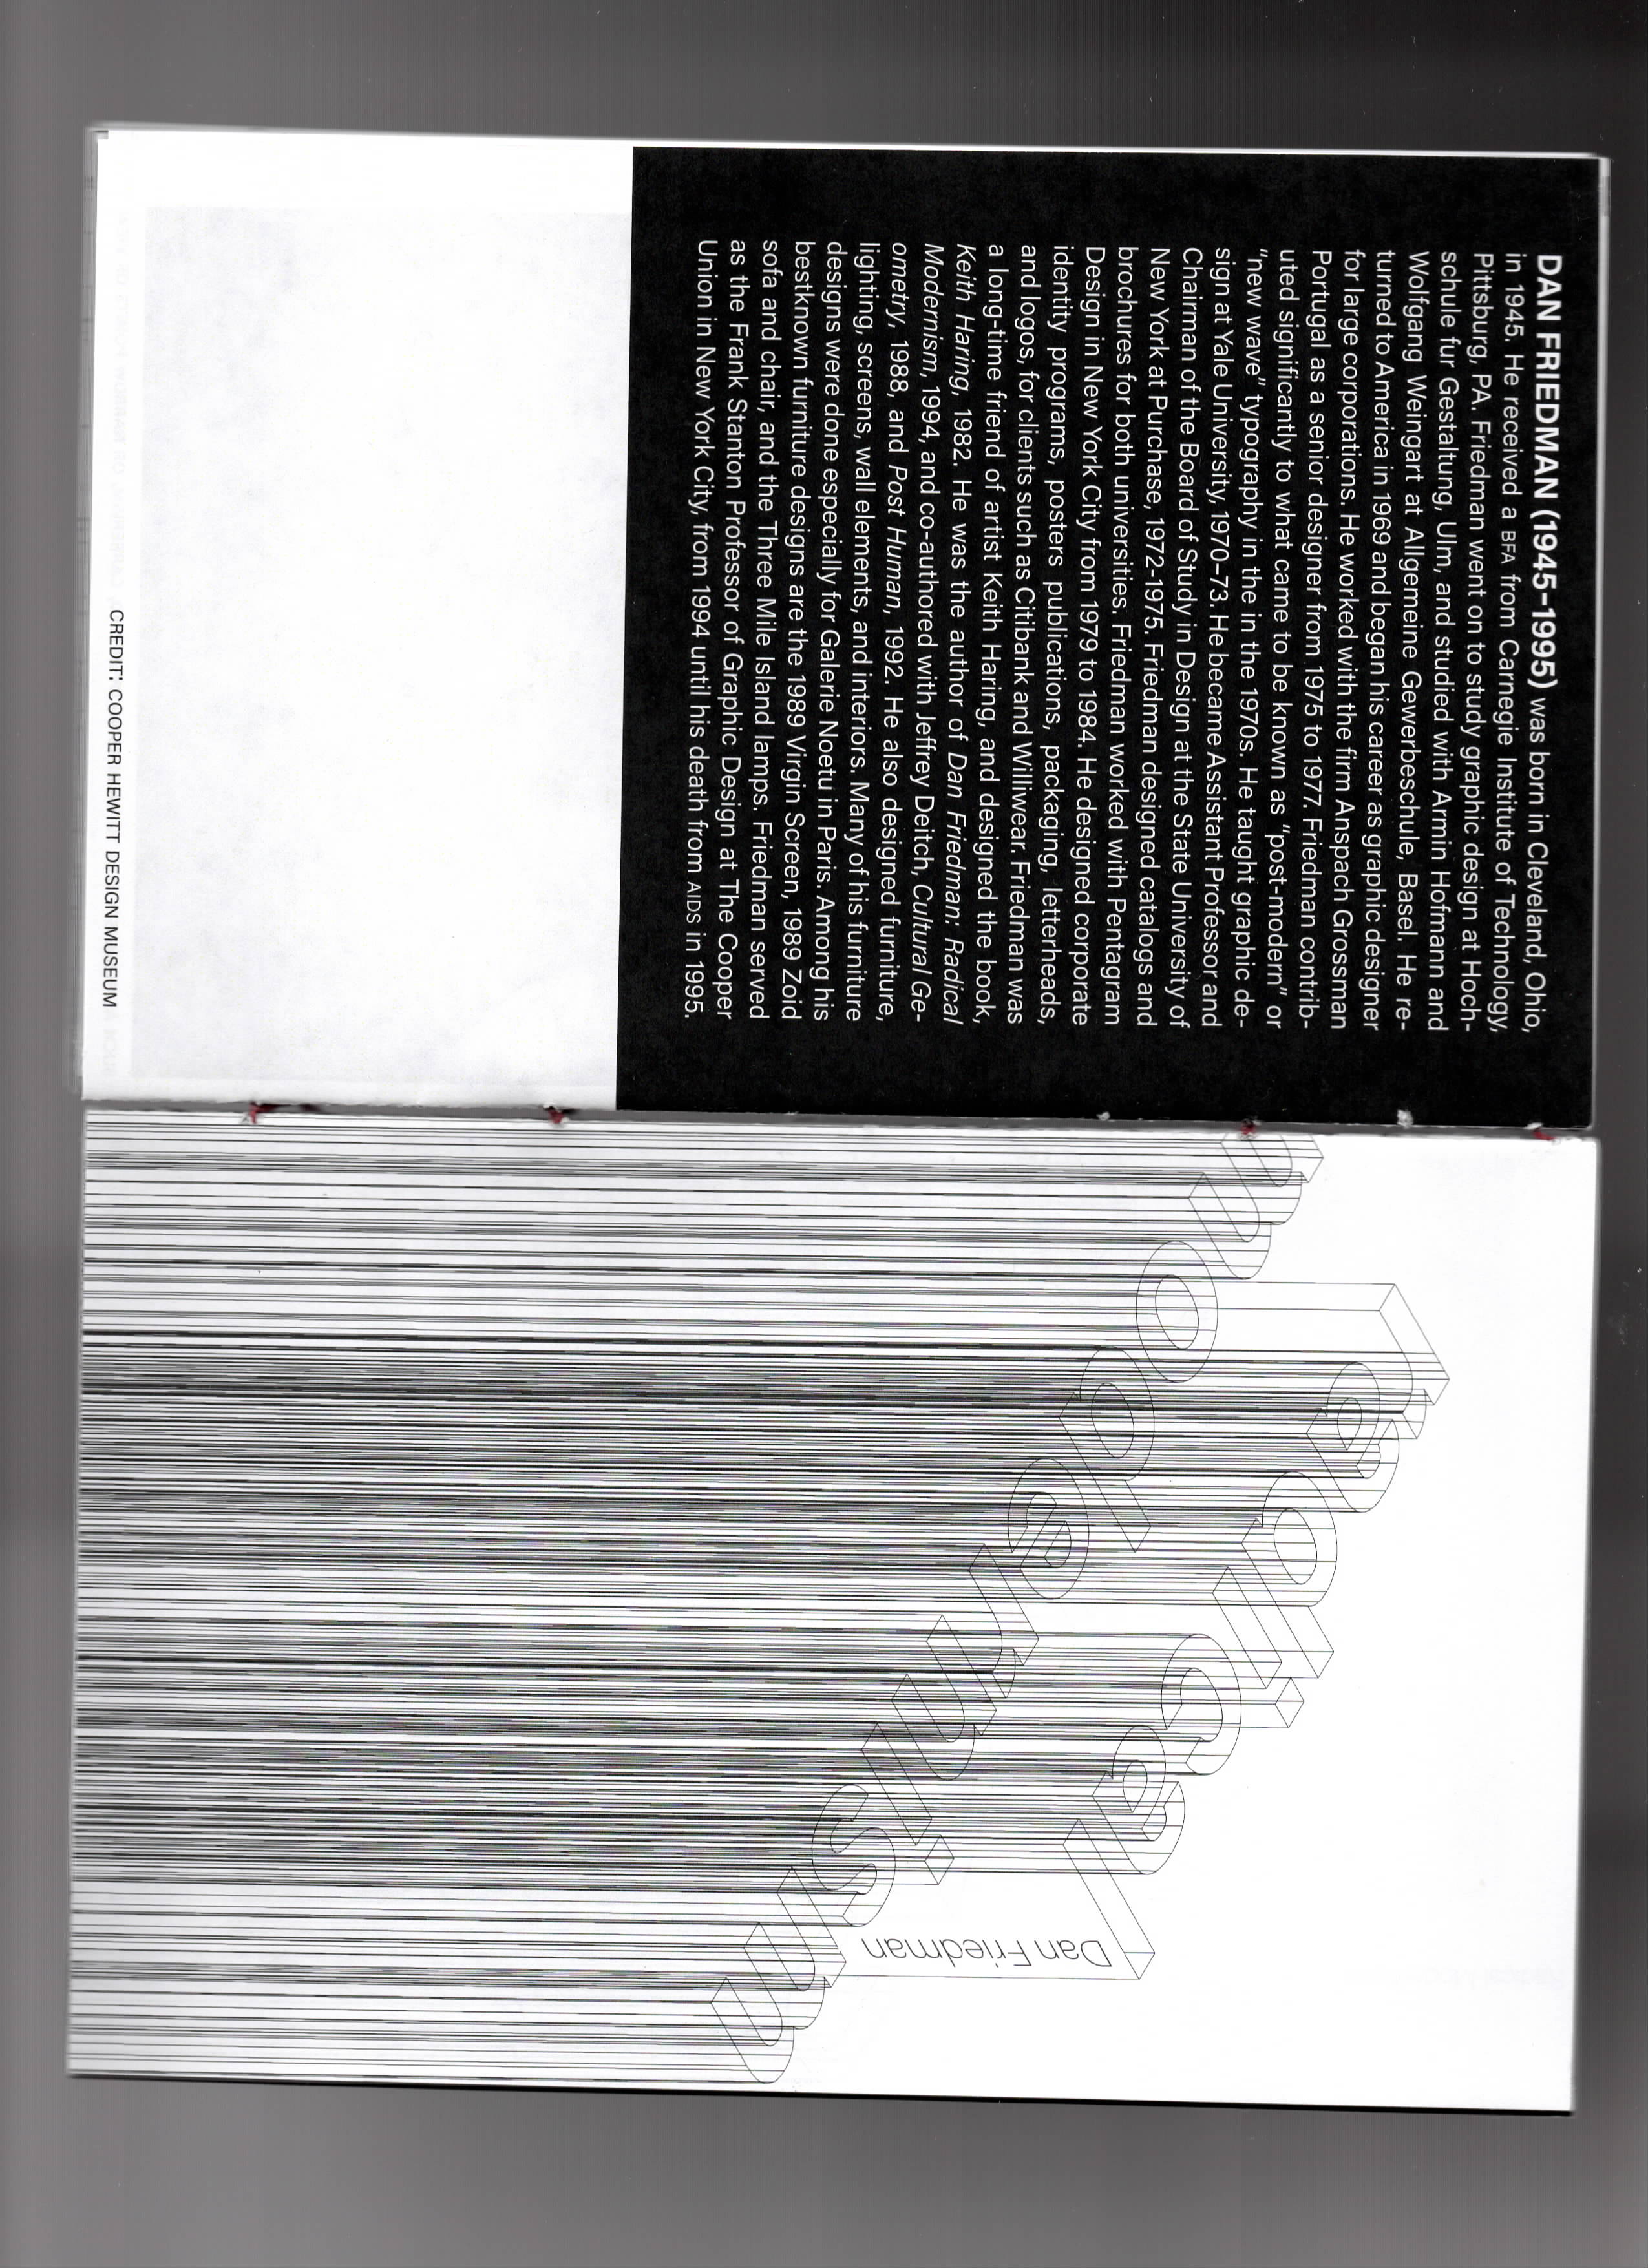 DAN FRIEDMAN (1945–1995) was born in Cleveland, Ohio,
in 1945. He received a BFA from Carnegie Institute of Technology,
Pittsburg, PA. Friedman went on to study graphic design at Hoch-
schule fur Gestaltung, Ulm, and studied with Armin Hofmann and
Wolfgang Weingart at Allgemeine Gewerbeschule, Basel. He re-
turned to America in 1969 and began his career as graphic designer
for large corporations. He worked with the firm Anspach Grossman
Portugal as a senior designer from 1975 to 1977. Friedman contrib-
uted significantly to what came to be known as "post-modern" or
"new wave" typography in the in the 1970s. He taught graphic de-
sign at Yale University, 1970–73. He became Assistant Professor and
Chairman of the Board of Study in Design at the State University of
New York at Purchase, 1972-1975. Friedman designed catalogs and
brochures for both universities. Friedman worked with Pentagram
Design in New York City from 1979 to 1984. He designed corporate
identity programs, posters publications, packaging, letterheads,
and logos, for clients such as Citibank and Williwear. Friedman was
a long-time friend of artist Keith Haring, and designed the book,
Keith Haring, 1982. He was the author of Dan Friedman: Radical
Modernism, 1994, and co-authored with Jeffrey Deitch, Cultural Ge-
ometry, 1988, and Post Human, 1992. He also designed furniture,
lighting, screens, wall elements, and interiors. Many of his furniture
designs were done especially for Galerie Noetu in Paris. Among his
bestknown furniture designs are the 1989 Virgin Screen, 1989 Zoid
sofa and chair, and the Three Mile Island lamps. Friedman served
as the Frank Stanton Professor of Graphic Design at The Cooper
Union in New York City, from 1994 until his death from AIDS in 1995.
CREDIT: COOPER HEWITT DESIGN MUSEUM
Dan Friedman